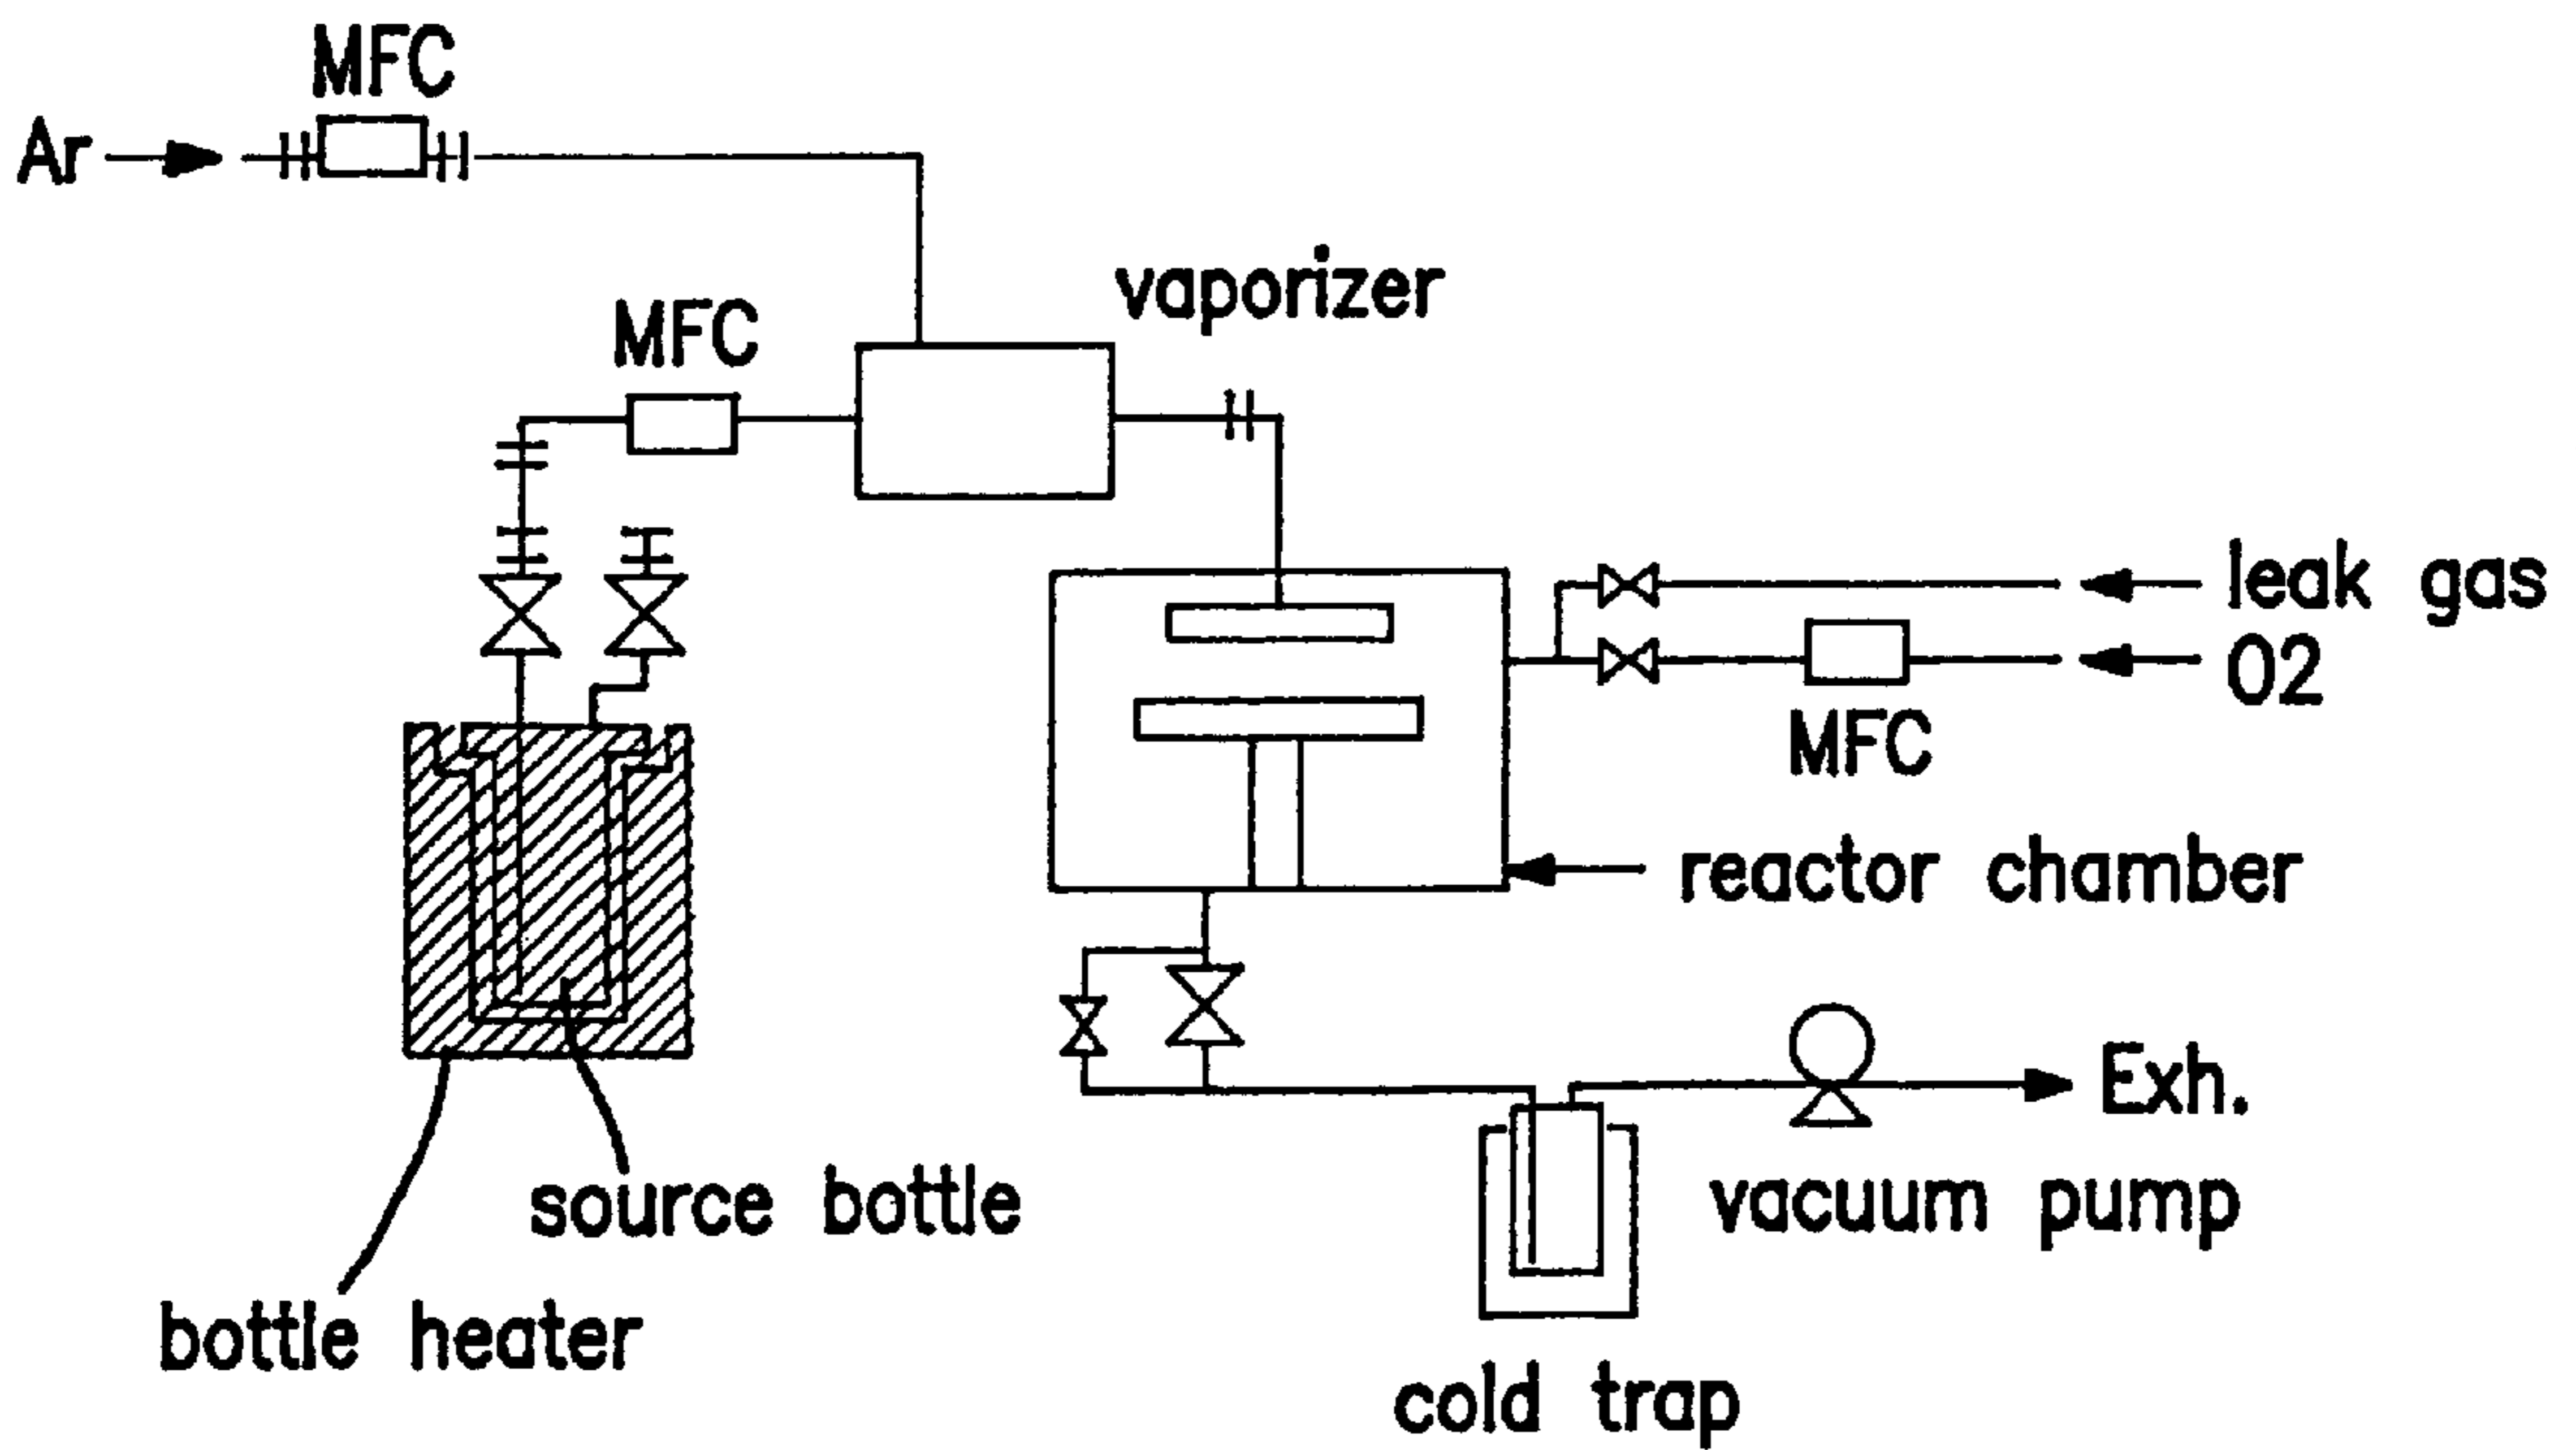 MFC
Ar
vaporizer
MFC
leak gas
O2
MFC
reactor chamber
Exh.
source bottle
vacuum pump
bottle heater
cold trap